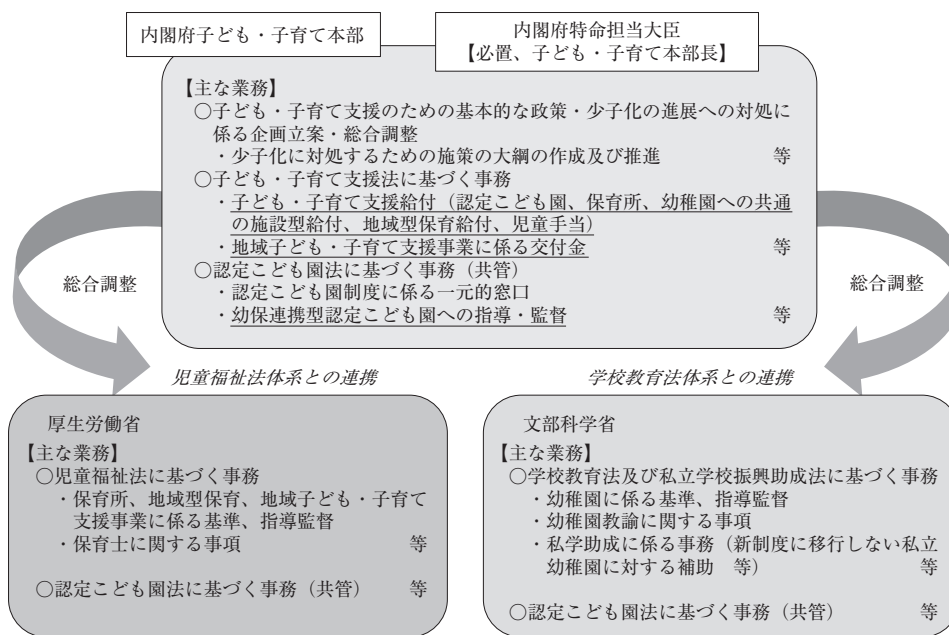 内閣府子ども・子育て本部
内閣府特命担当大臣
【必置、子ども・子育て本部長】
【主な業務】
○子ども・子育て支援のための基本的な政策・少子化の進展への対処に
係る企画立案・総合調整
・少子化に対処するための施策の大綱の作成及び推進 等
○子ども・子育て支援法に基づく事務
・子ども・子育て支援給付（認定こども園、保育所、幼稚園への共通
の施設型給付、地域型保育給付、児童手当）
・地域子ども・子育て支援事業に係る交付金 等
○認定こども園法に基づく事務（共管）
・認定こども園制度に係る一元的窓口
・幼保連携型認定こども園への指導・監督 等
総合調整
総合調整
児童福祉法体系との連携
学校教育法体系との連携
厚生労働省
【主な業務】
○児童福祉法に基づく事務
・保育所、地域型保育、地域子ども・子育て
支援事業に係る基準、指導監督
・保育士に関する事項 等
○認定こども園法に基づく事務（共管） 等
文部科学省
【主な業務】
○学校教育法及び私立学校振興助成法に基づく事務
・幼稚園に係る基準、指導監督
・幼稚園教諭に関する事項
・私学助成に係る事務（新制度に移行しない私立
幼稚園に対する補助 等） 等
○認定こども園法に基づく事務（共管） 等